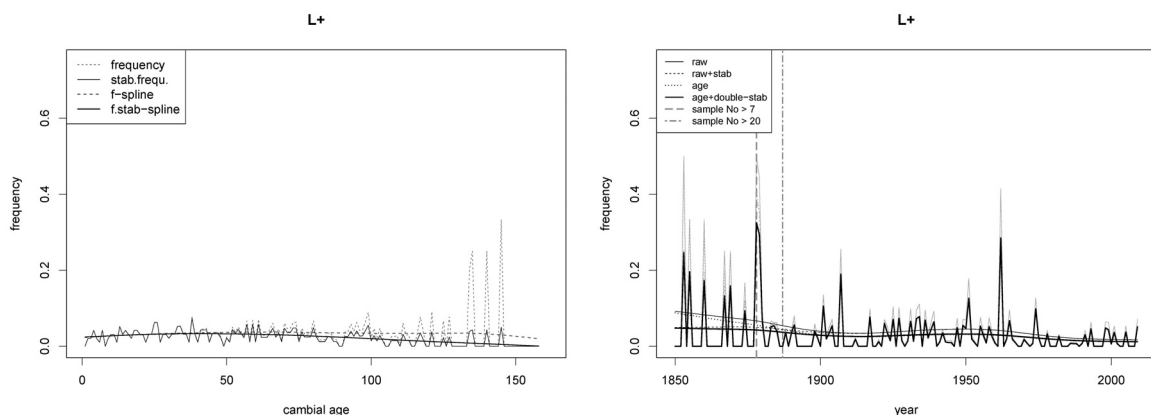 L+
frequency
stab.frequ.
f−spline
f.stab−spline
frequency
0.0 0.2 0.4 0.6
0 50 100 150
cambial age
L+
raw
raw+stab
age
age+double−stab
sample No > 7
sample No > 20
frequency
0.0 0.2 0.4 0.6
1850 1900 1950 2000
year